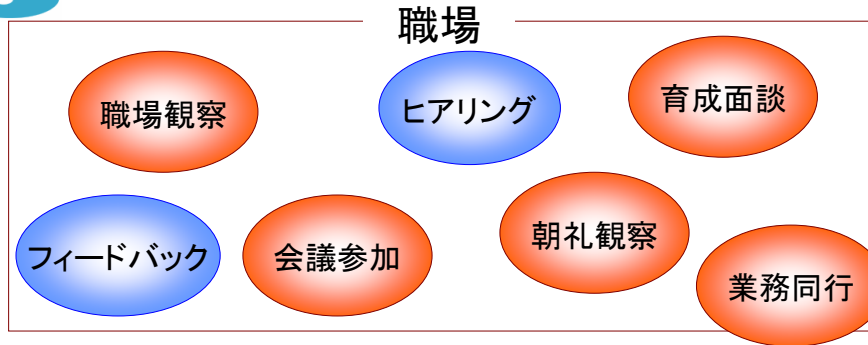 職場
職場観察
ヒアリング
育成面談
フィードバック
会議参加
朝礼観察
業務同行